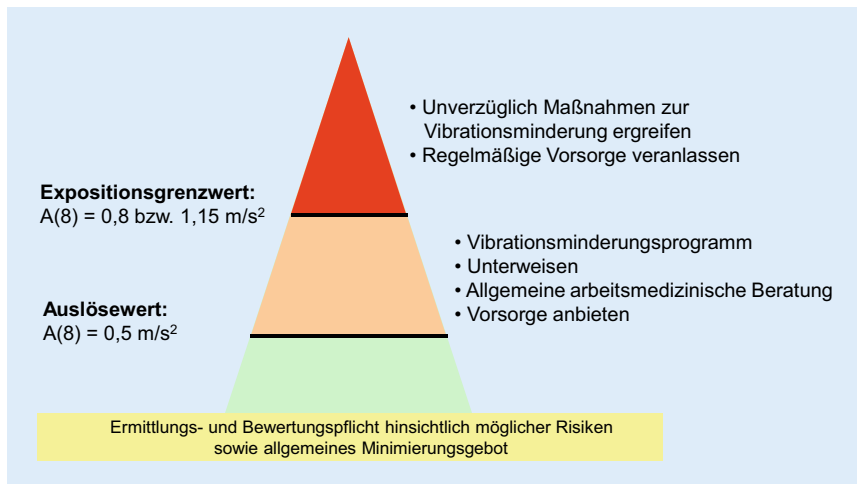 • Unverzüglich Maßnahmen zur
Vibrationsminderung ergreifen
• Regelmäßige Vorsorge veranlassen
Expositionsgrenzwert:
A(8) = 0,8 bzw. 1,15 m/s²
• Vibrationsminderungsprogramm
• Unterweisen
• Allgemeine arbeitsmedizinische Beratung
• Vorsorge anbieten
Auslösewert:
A(8) = 0,5 m/s²
Ermittlungs- und Bewertungspflicht hinsichtlich möglicher Risiken
sowie allgemeines Minimierungsgebot